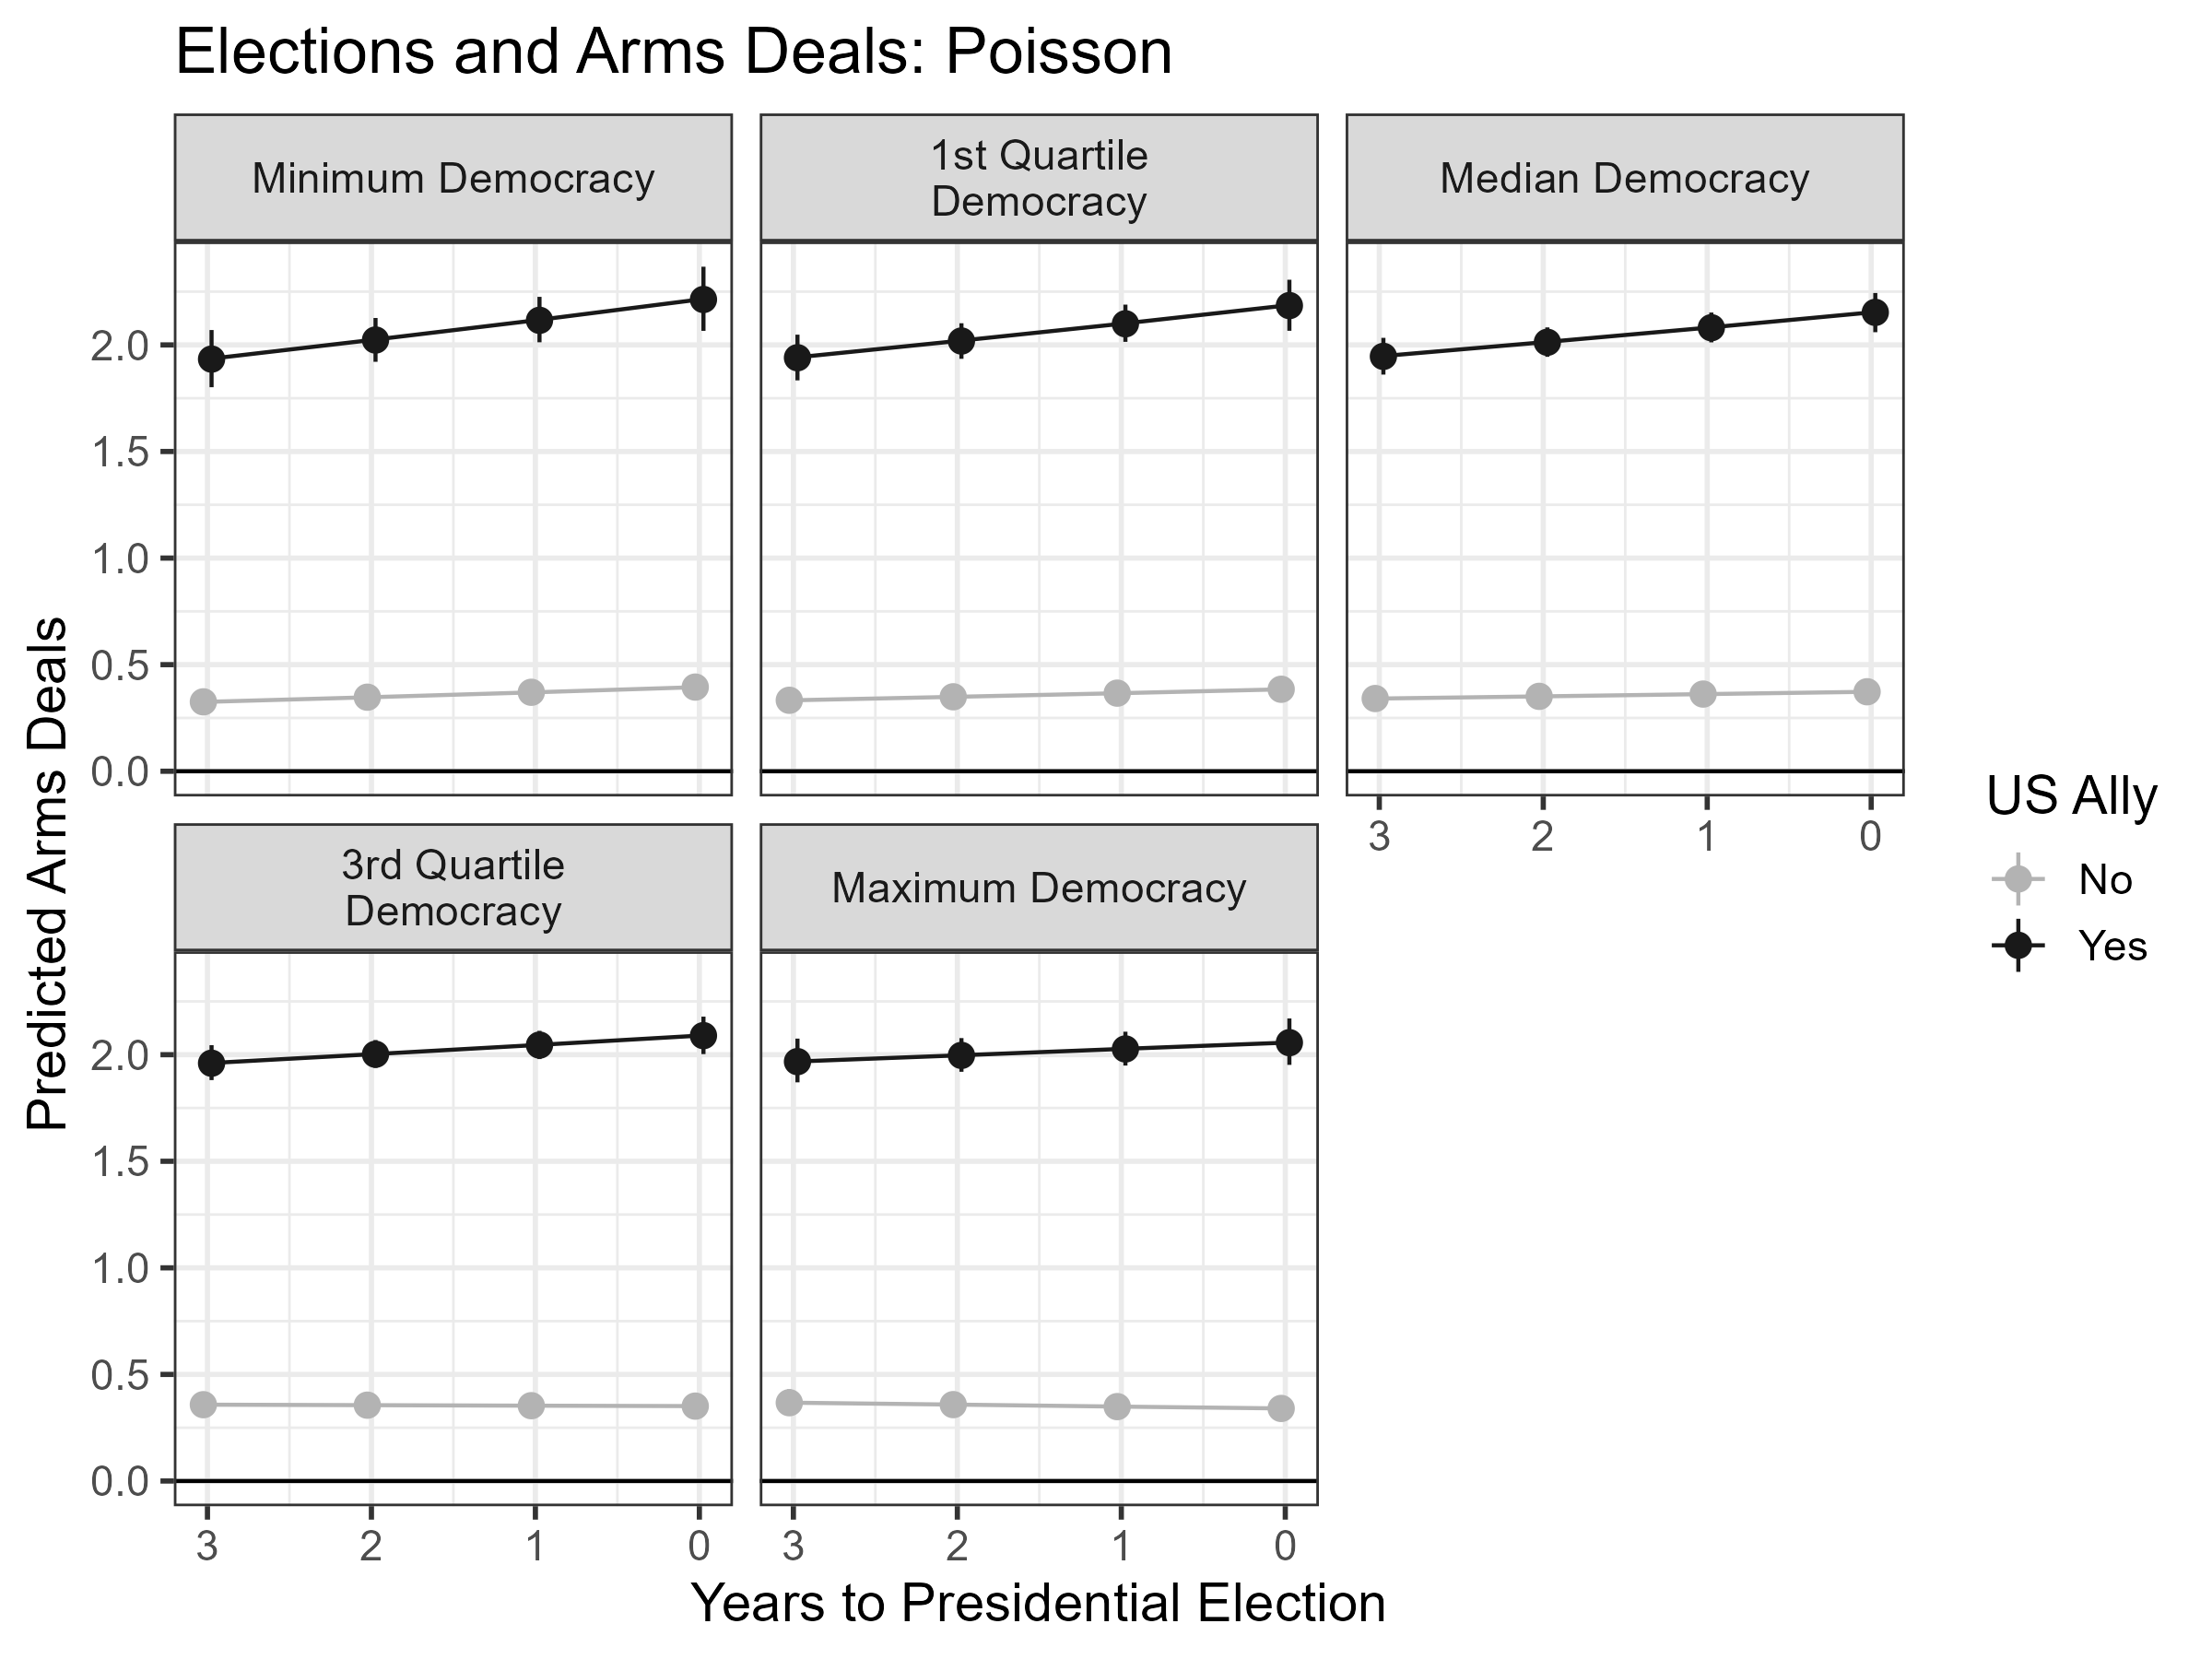 Elections and Arms Deals: Poisson
Minimum Democracy
1st Quartile
Democracy
Median Democracy
2.0
1.5
1.0
0.5
0.0
3 2 1 0
3rd Quartile
Democracy
Maximum Democracy
2.0
1.5
1.0
0.5
0.0
3 2 1 0
3 2 1 0
Years to Presidential Election
Predicted Arms Deals
US Ally
No
Yes